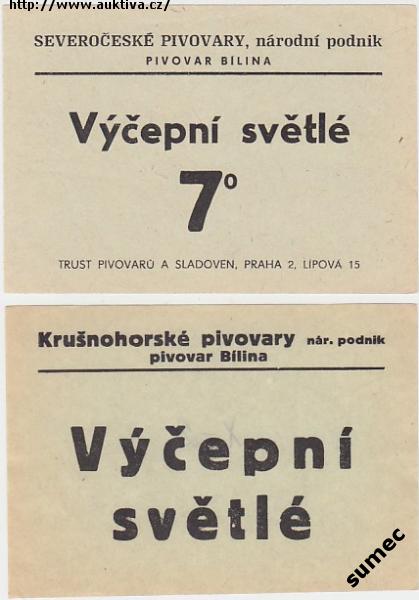 http://www.auktiva.cz/
SEVEROČESKÉ PIVOVARY, národní podnik
PIVOVAR BÍLINA
Výčepní světlé
7°
TRUST PIVOVARŮ A SLADOVEN, PRAHA 2, LÍPOVÁ 15
Krušnohorské pivovary nár. podnik
pivovar Bílina
Výčepní
světlé
sumec